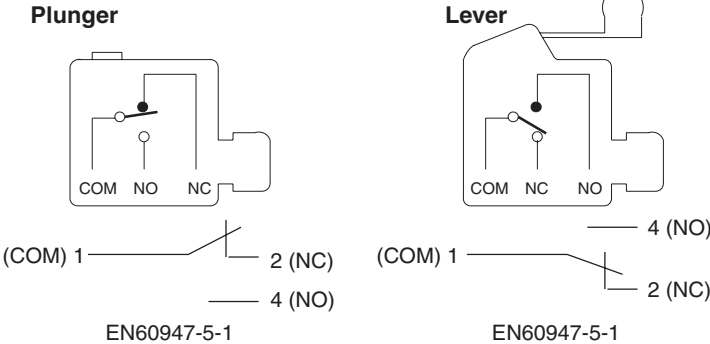 Plunger
COM NO NC
(COM) 1
2 (NC)
4 (NO)
EN60947-5-1
Lever
COM NC NO
4 (NO)
(COM) 1
2 (NC)
EN60947-5-1